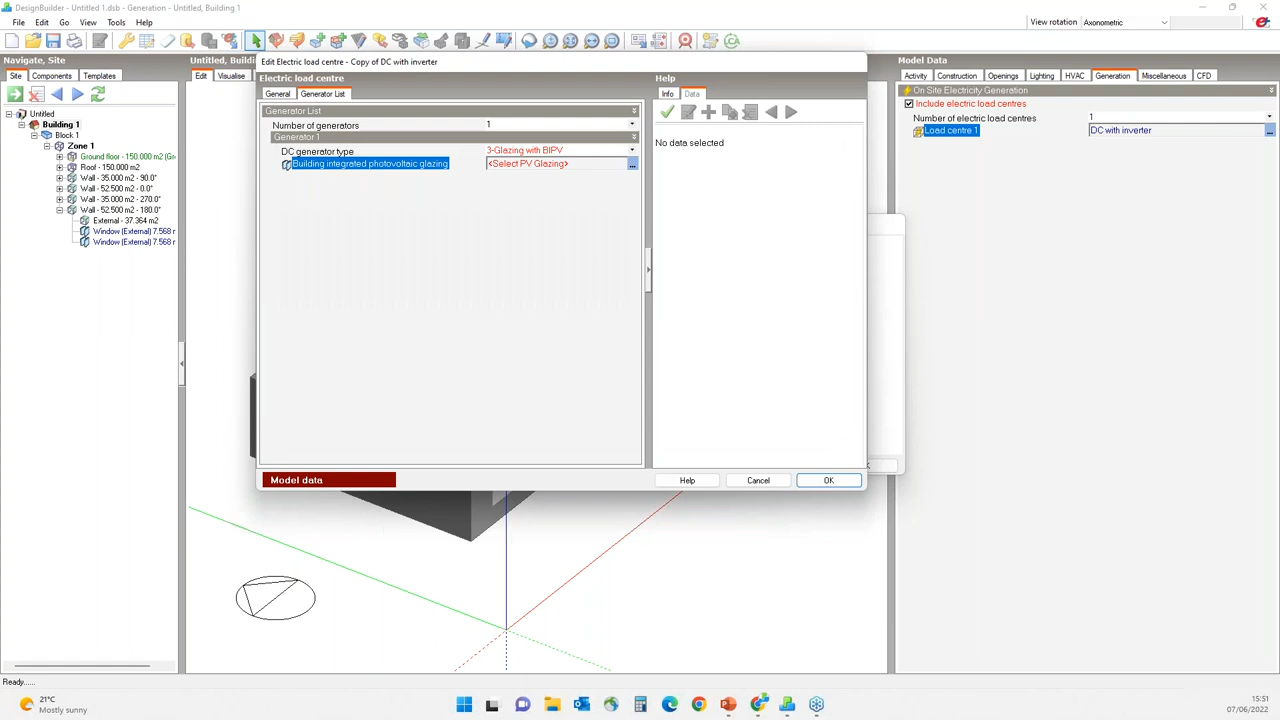 DesignBuilder - Untitled 1.dsb - Generation - Untitled, Building 1
File Edit Go View Tools Help
View rotation Axonometric
Navigate, Site
Site Components Templates
Untitled
Building 1
Block 1
Zone 1
Ground floor - 150.000 m2 (Gr
Roof - 150.000 m2
Wall - 35.000 m2 - 90.0°
Wall - 52.500 m2 - 0.0°
Wall - 35.000 m2 - 270.0°
Wall - 52.500 m2 - 180.0°
External - 37.364 m2
Window (External) 7.568 r
Window (External) 7.568 r
Untitled, Bu
Edit Visualise
Edit Electric load centre - Copy of DC with inverter
Electric load centre
General Generator List
Generator List
Number of generators 1
Generator 1
DC generator type 3-Glazing with BIPV
Building integrated photovoltaic glazing <Select PV Glazing>
Help
Info Data
No data selected
Model data
Help Cancel OK
Model Data
Activity Construction Openings Lighting HVAC Generation Miscellaneous CFD
On Site Electricity Generation
Include electric load centres
Number of electric load centres 1
Load centre 1 DC with inverter
Ready.....
21°C
Mostly sunny
15:51
07/06/2022